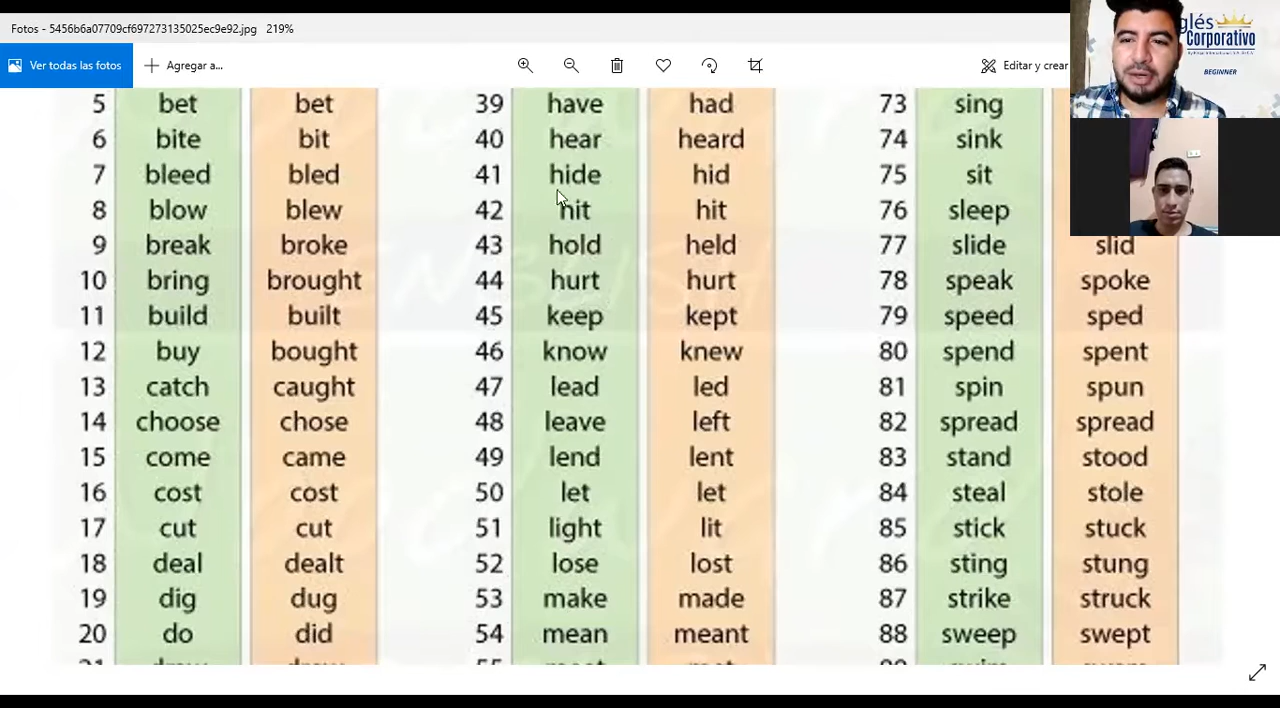 Fotos - 5456b6a07709cf697273135025ec9e92.jpg 219%
Ver todas las fotos Agregar a... Editar y crear
glés
Corporativo
BEGINNER
5 bet bet 39 have had 73 sing
6 bite bit 40 hear heard 74 sink
7 bleed bled 41 hide hid 75 sit
8 blow blew 42 hit hit 76 sleep
9 break broke 43 hold held 77 slide slid
10 bring brought 44 hurt hurt 78 speak spoke
11 build built 45 keep kept 79 speed sped
12 buy bought 46 know knew 80 spend spent
13 catch caught 47 lead led 81 spin spun
14 choose chose 48 leave left 82 spread spread
15 come came 49 lend lent 83 stand stood
16 cost cost 50 let let 84 steal stole
17 cut cut 51 light lit 85 stick stuck
18 deal dealt 52 lose lost 86 sting stung
19 dig dug 53 make made 87 strike struck
20 do did 54 mean meant 88 sweep swept